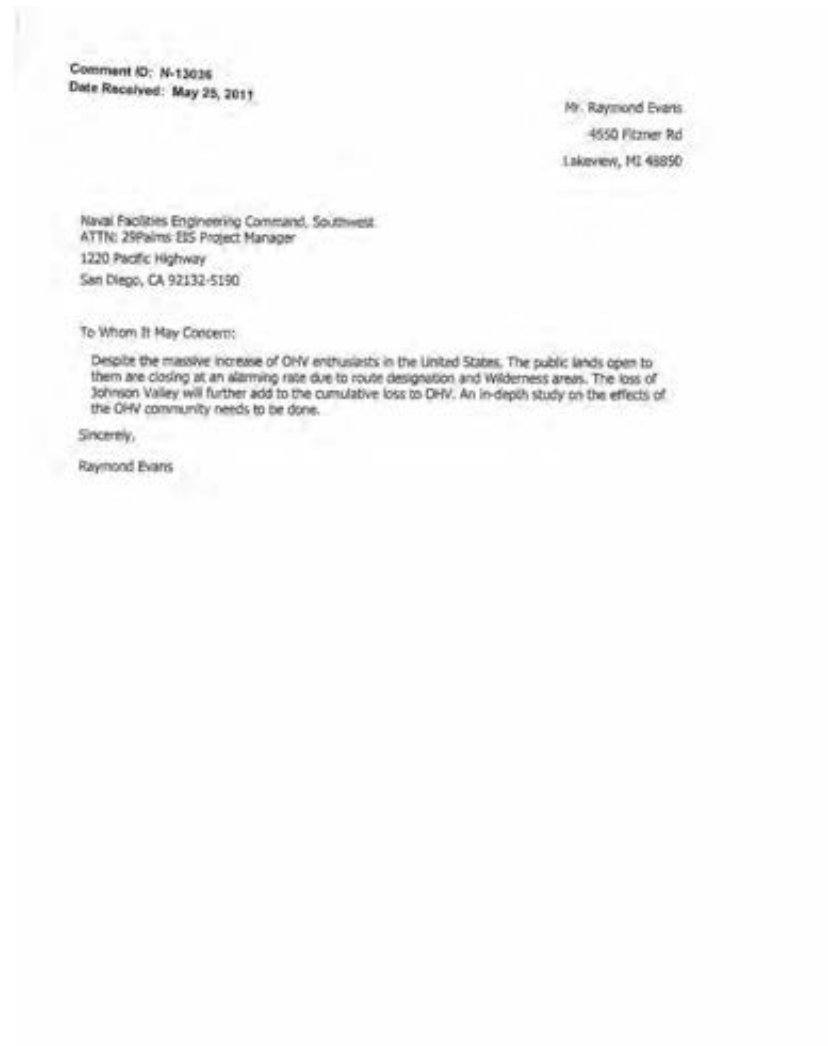 Comment ID: N-13036
Date Received: May 25, 2011
Mr. Raymond Evans
4550 Fitzner Rd
Lakeview, MI 48850
Naval Facilities Engineering Command, Southwest
ATTN: 29Palms EIS Project Manager
1220 Pacific Highway
San Diego, CA 92132-5190
To Whom It May Concern:
Despite the massive increase of OHV enthusiasts in the United States. The public lands open to
them are closing at an alarming rate due to route designation and Wilderness areas. The loss of
Johnson Valley will further add to the cumulative loss to OHV. An in-depth study on the effects of
the OHV community needs to be done.
Sincerely,
Raymond Evans